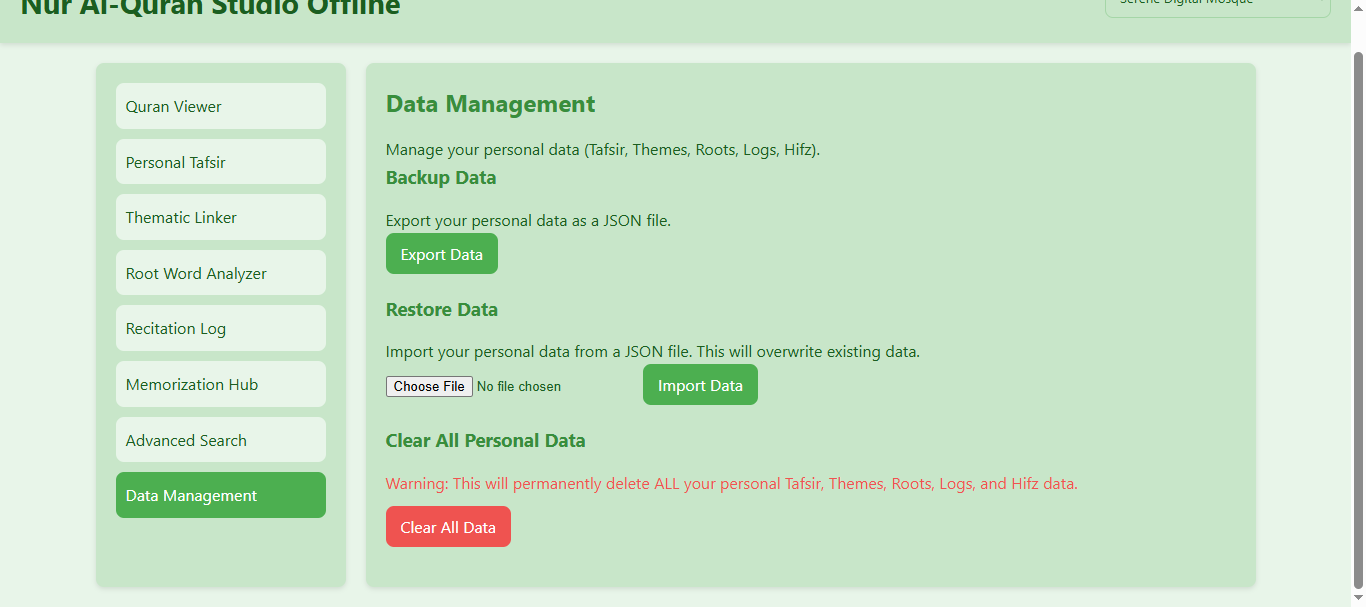 Nur Al-Quran Studio Offline
Serene Digital Mosque
Quran Viewer
Personal Tafsir
Thematic Linker
Root Word Analyzer
Recitation Log
Memorization Hub
Advanced Search
Data Management
Data Management
Manage your personal data (Tafsir, Themes, Roots, Logs, Hifz).
Backup Data
Export your personal data as a JSON file.
Export Data
Restore Data
Import your personal data from a JSON file. This will overwrite existing data.
Choose File No file chosen
Import Data
Clear All Personal Data
Warning: This will permanently delete ALL your personal Tafsir, Themes, Roots, Logs, and Hifz data.
Clear All Data